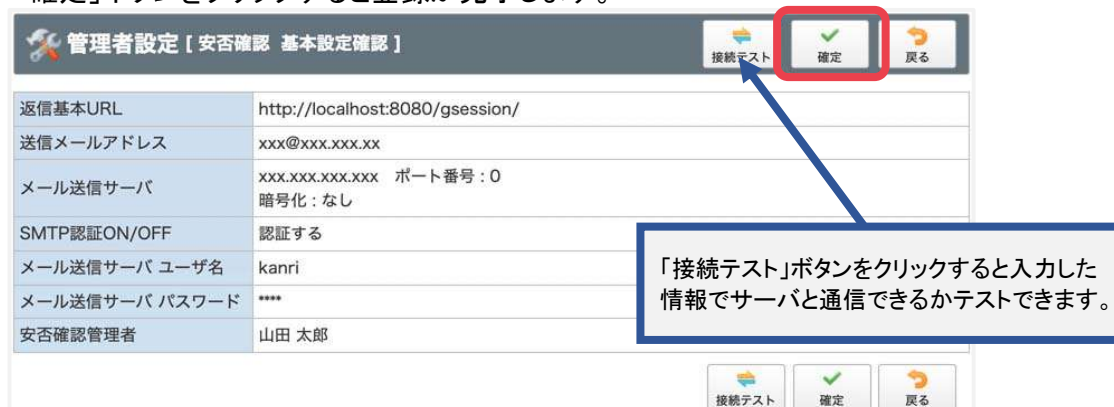 確定」ボタンをクリックすると登録が完了します。
管理者設定 [ 安否確認 基本設定確認 ]
接続テスト 確定 戻る
返信基本URL http://localhost:8080/gsession/
送信メールアドレス xxx@xxx.xxx.xx
メール送信サーバ xxx.xxx.xxx.xxx ポート番号 : 0
暗号化 : なし
SMTP認証ON/OFF 認証する
メール送信サーバ ユーザ名 kanri
メール送信サーバ パスワード ****
安否確認管理者 山田 太郎
「接続テスト」ボタンをクリックすると入力した
情報でサーバと通信できるかテストできます。
接続テスト 確定 戻る